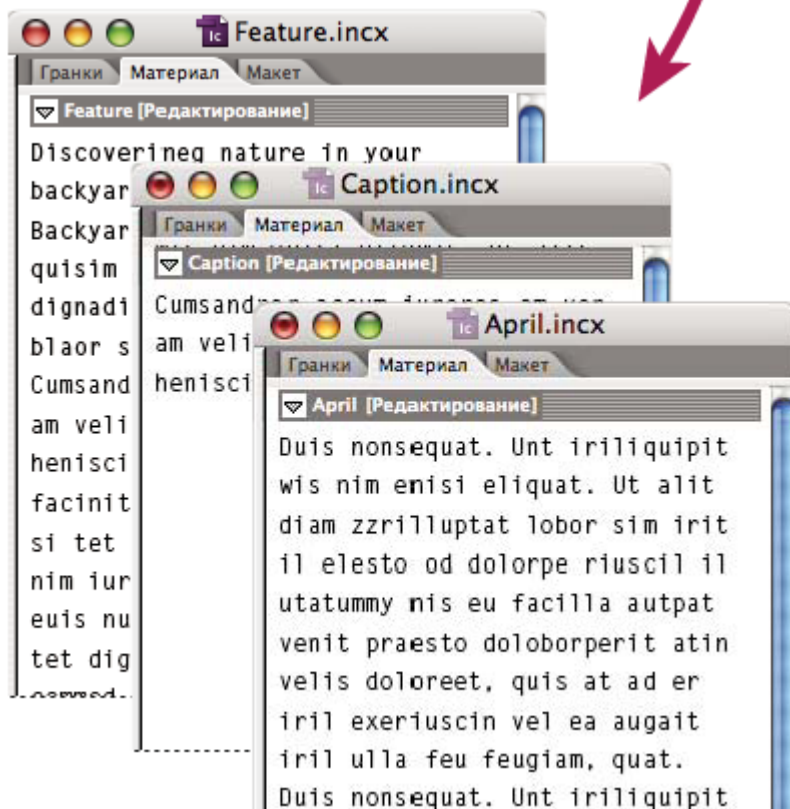 Feature.incx
Гранки Материал Макет
Feature [Редактирование]
Discoverineg nature in your
backyar
Backyar
quisim
dignadi
blaor s
Cumsand
am veli
henisci
facinit
si tet
nim iur
euis nu
tet dig
Caption.incx
Гранки Материал Макет
Caption [Редактирование]
Cumsand
am veli
henisci
April.incx
Гранки Материал Макет
April [Редактирование]
Duis nonsequat. Unt iriliquipit
wis nim enisi eliquat. Ut alit
diam zzrilluptat lobor sim irit
il elesto od dolorpe riuscil il
utatummy nis eu facilla autpat
venit praesto doloborperit atin
velis doloreet, quis at ad er
iril exeriuscin vel ea augait
iril ulla feu feugiam, quat.
Duis nonsequat. Unt iriliquipit